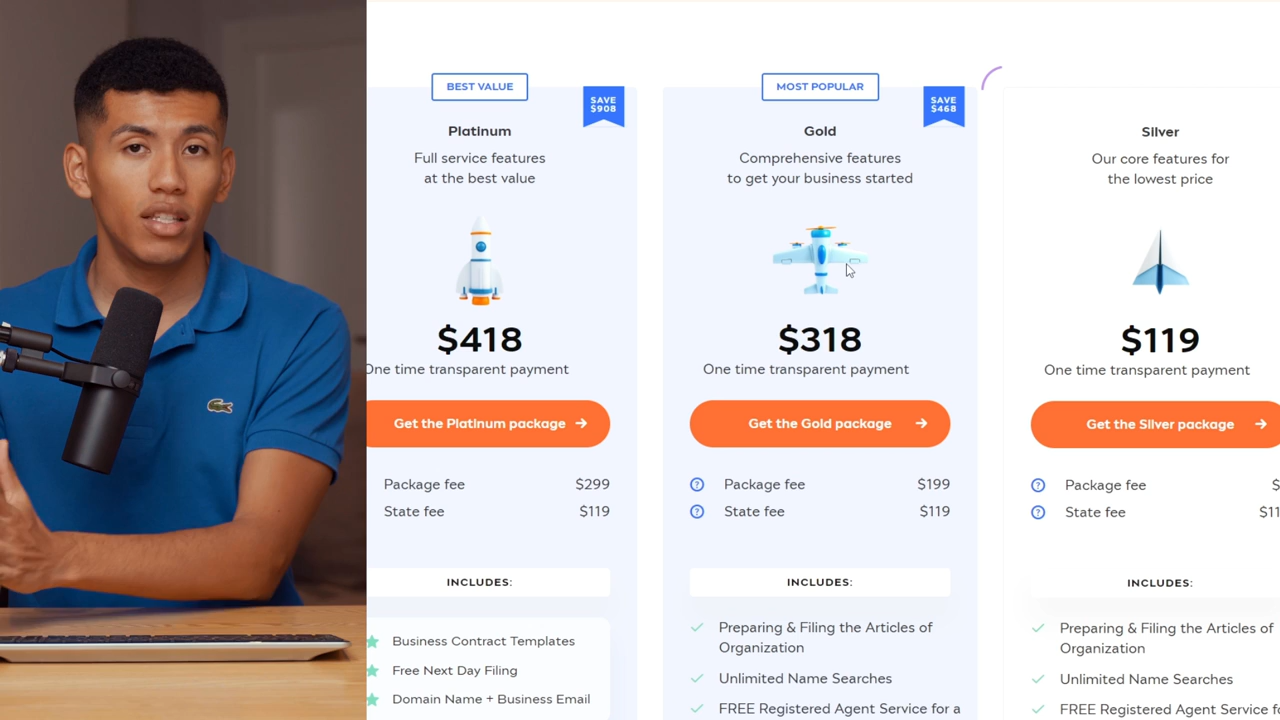 BEST VALUE
SAVE
$908
Platinum
Full service features
at the best value
$418
One time transparent payment
Get the Platinum package →
Package fee $299
State fee $119
INCLUDES:
Business Contract Templates
Free Next Day Filing
Domain Name + Business Email
MOST POPULAR
SAVE
$468
Gold
Comprehensive features
to get your business started
$318
One time transparent payment
Get the Gold package →
? Package fee $199
? State fee $119
INCLUDES:
Preparing & Filing the Articles of
Organization
Unlimited Name Searches
FREE Registered Agent Service for a
Silver
Our core features for
the lowest price
$119
One time transparent payment
Get the Silver package →
? Package fee $
? State fee $11
INCLUDES:
Preparing & Filing the Articles of
Organization
Unlimited Name Searches
FREE Registered Agent Service